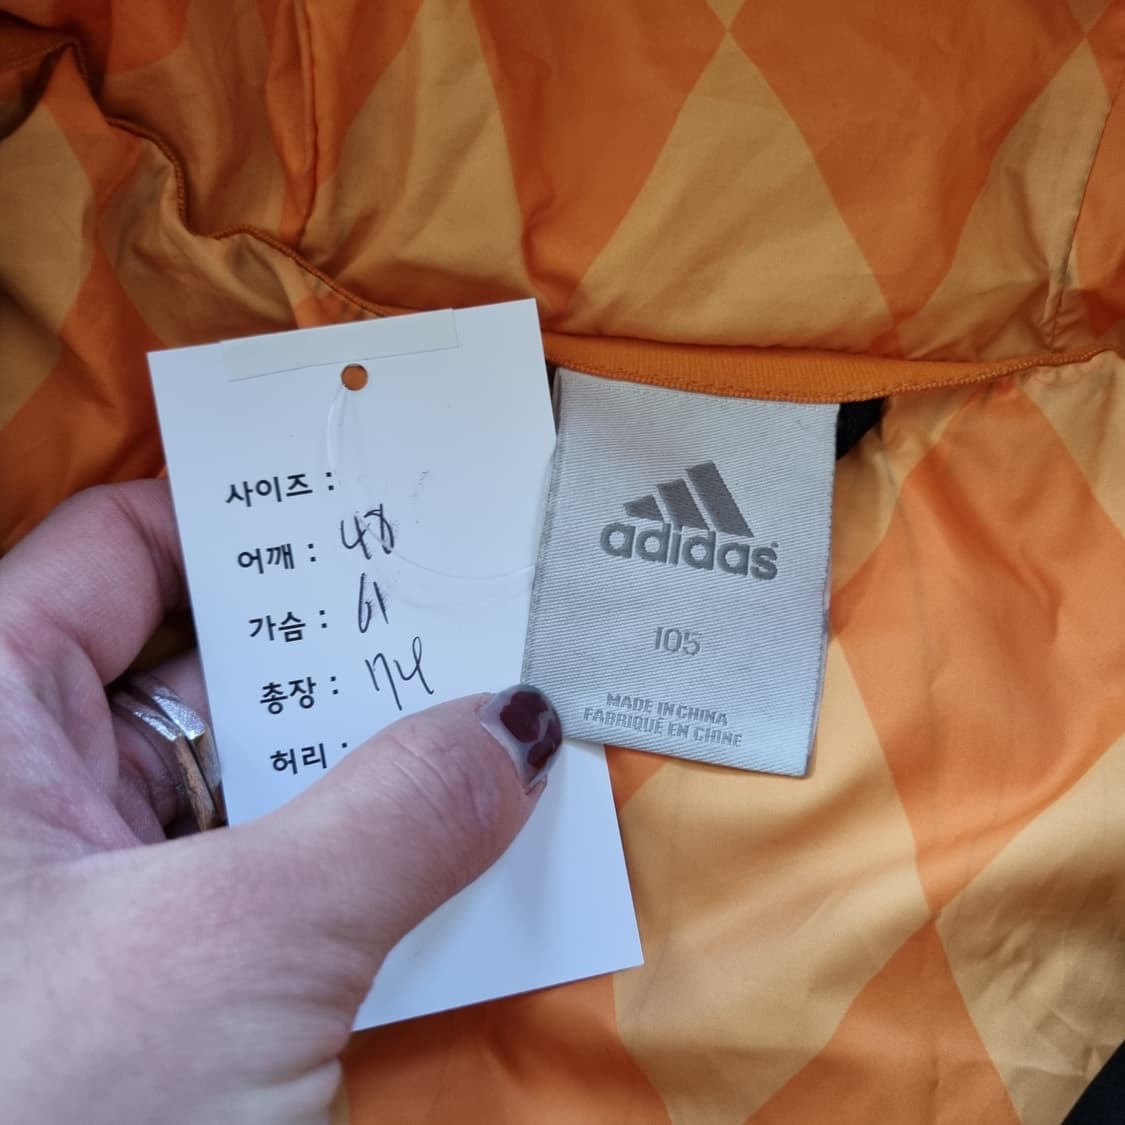 사이즈 :
어깨 : 48
가슴 : 61
총장 : 74
허리 :
adidas
105
MADE IN CHINA
FABRIQUÉ EN CHINE